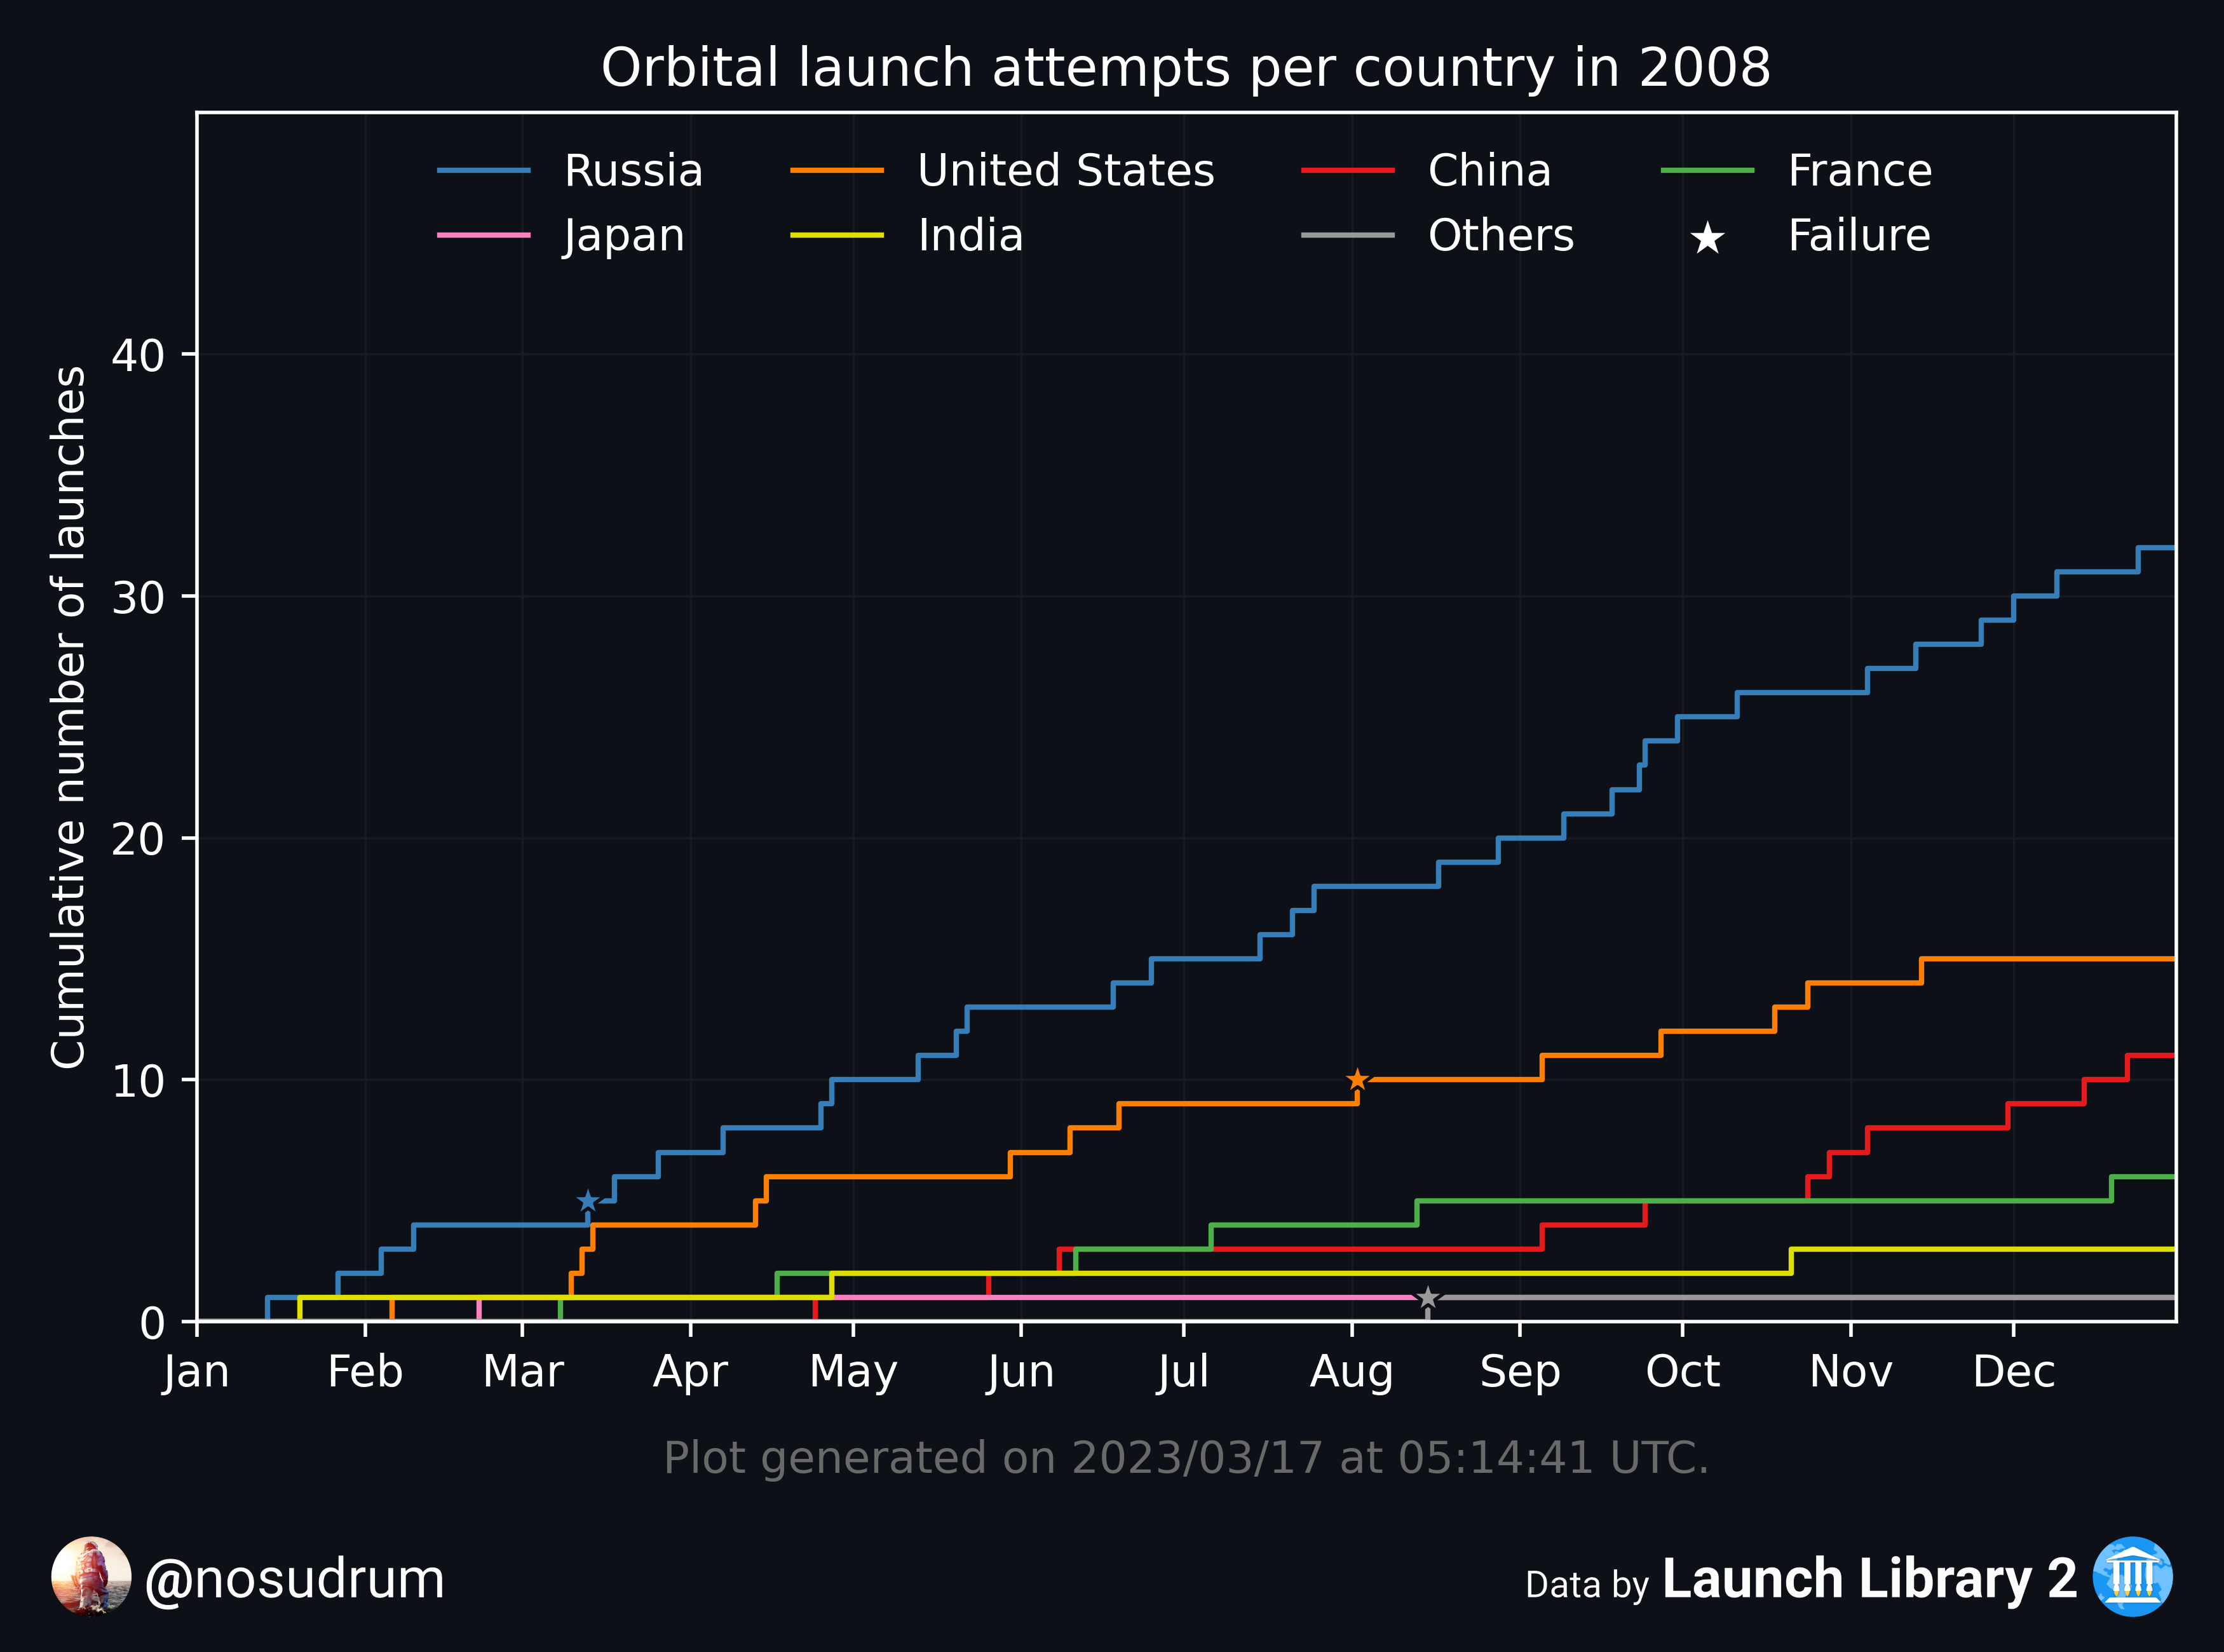 Orbital launch attempts per country in 2008
Russia United States China France
Japan India Others Failure
Cumulative number of launches
40
30
20
10
0
Jan Feb Mar Apr May Jun Jul Aug Sep Oct Nov Dec
Plot generated on 2023/03/17 at 05:14:41 UTC.
@nosudrum
Data by Launch Library 2